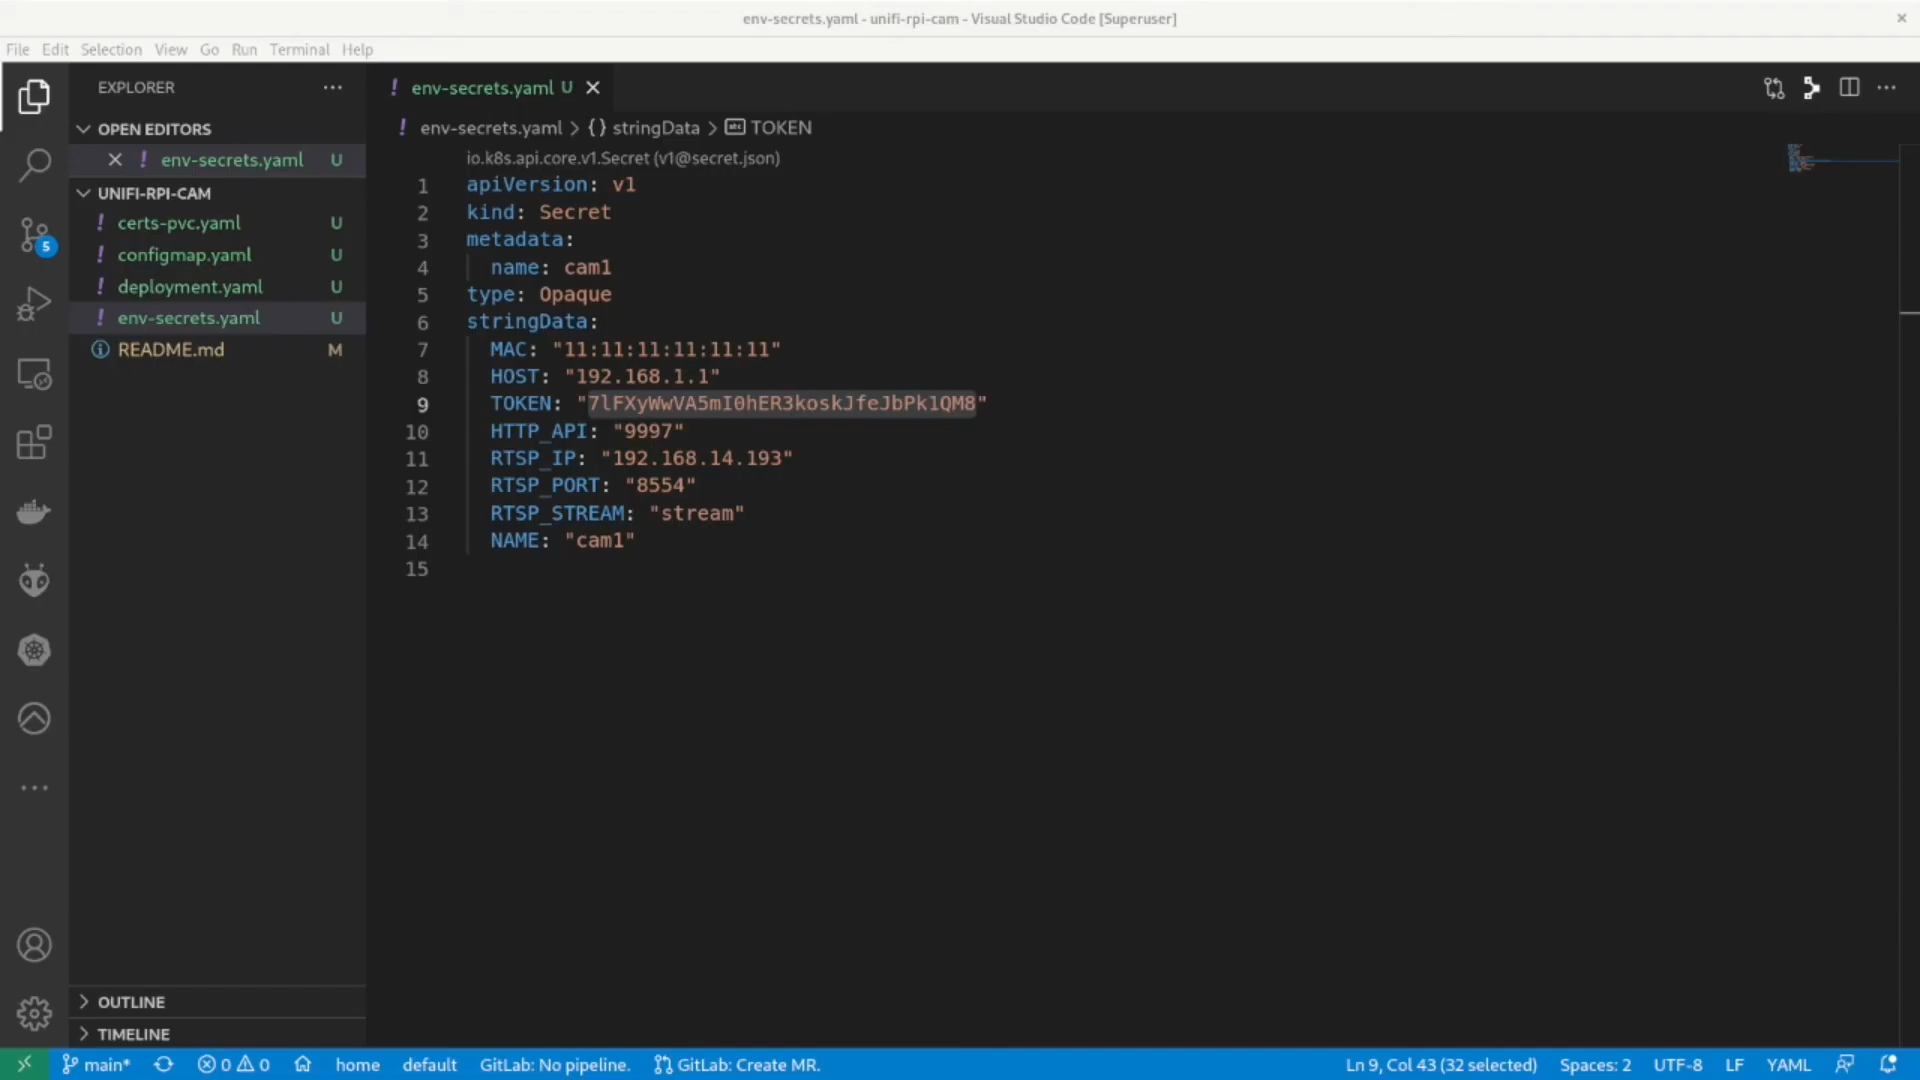 env-secrets.yaml - unifi-rpi-cam - Visual Studio Code [Superuser]
File Edit Selection View Go Run Terminal Help
EXPLORER
OPEN EDITORS
! env-secrets.yaml U
UNIFI-RPI-CAM
! certs-pvc.yaml U
! configmap.yaml U
! deployment.yaml U
! env-secrets.yaml U
README.md M
5
OUTLINE
TIMELINE
! env-secrets.yaml U
! env-secrets.yaml > {} stringData > abc TOKEN
io.k8s.api.core.v1.Secret (v1@secret.json)
1 apiVersion: v1
2 kind: Secret
3 metadata:
4 name: cam1
5 type: Opaque
6 stringData:
7 MAC: "11:11:11:11:11:11"
8 HOST: "192.168.1.1"
9 TOKEN: "7lFXyWwVA5mI0hER3koskJfeJbPk1QM8"
10 HTTP_API: "9997"
11 RTSP_IP: "192.168.14.193"
12 RTSP_PORT: "8554"
13 RTSP_STREAM: "stream"
14 NAME: "cam1"
15
main* 0 0 home default GitLab: No pipeline. GitLab: Create MR. Ln 9, Col 43 (32 selected) Spaces: 2 UTF-8 LF YAML